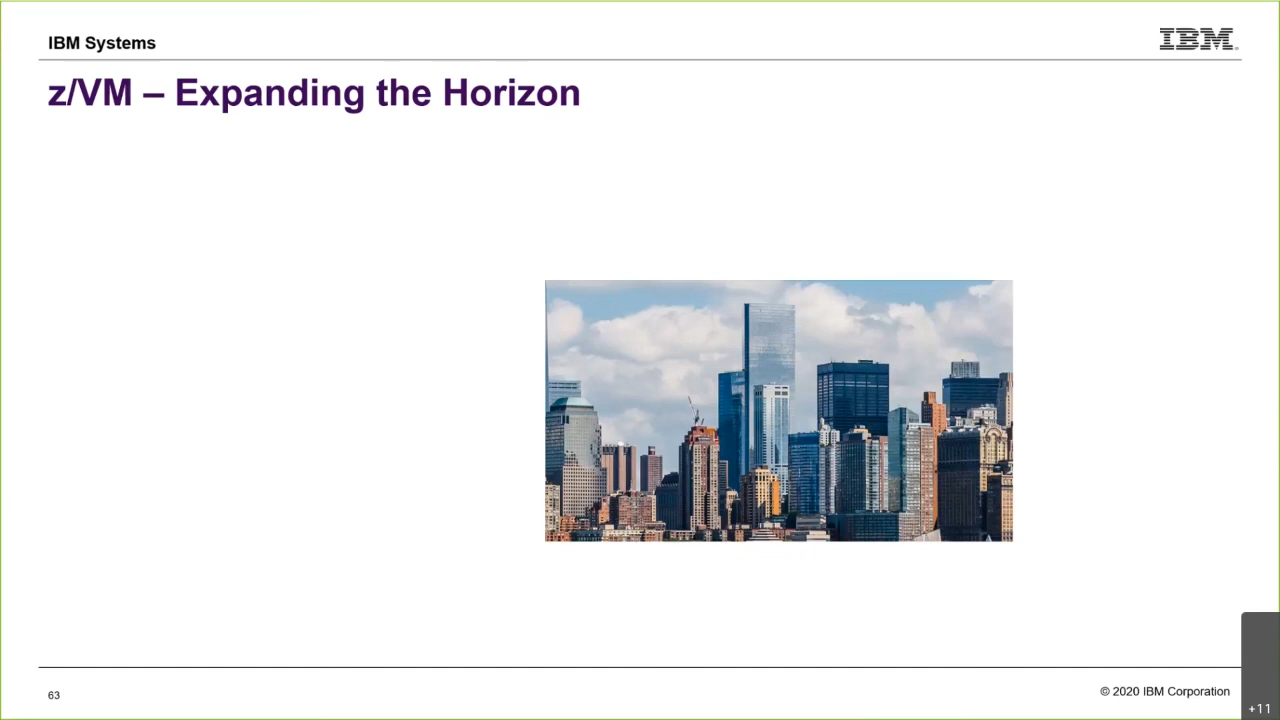 IBM Systems
IBM.
z/VM – Expanding the Horizon
63
© 2020 IBM Corporation
+11